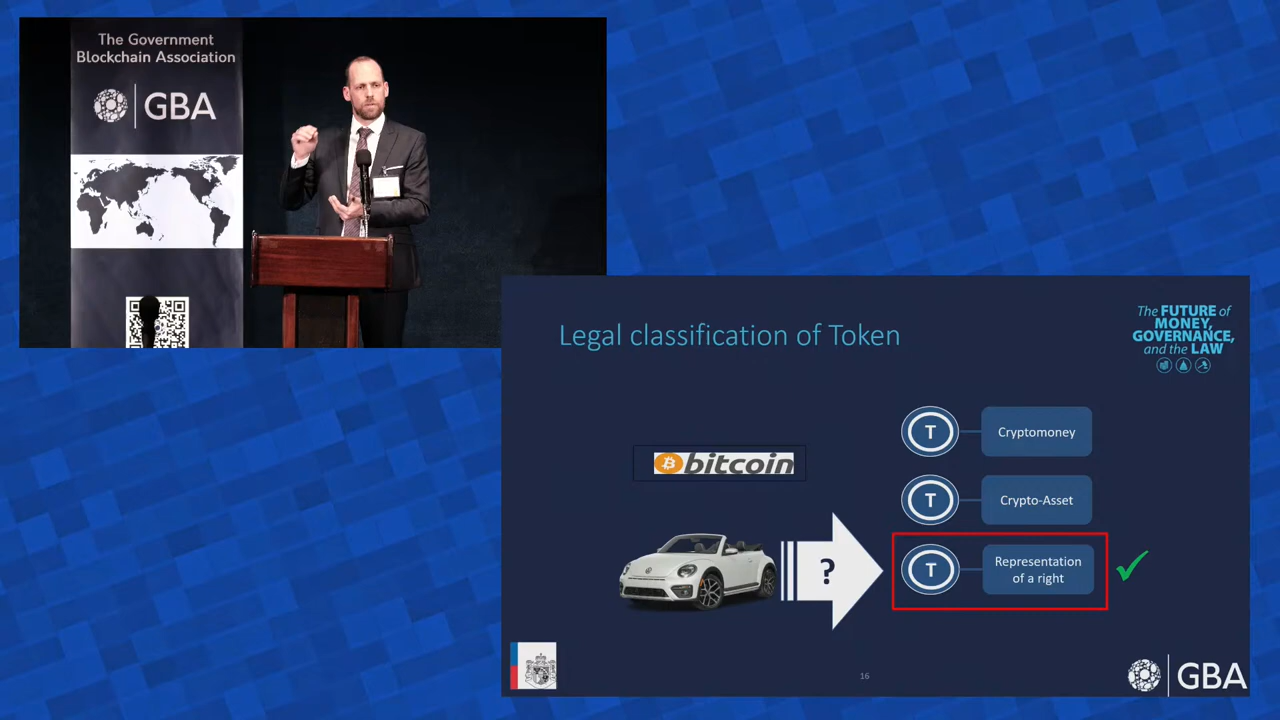 The Government
Blockchain Association
GBA
Legal classification of Token
The FUTURE of
MONEY,
GOVERNANCE,
and the LAW
T
Cryptomoney
bitcoin
T
Crypto-Asset
?
T
Representation
of a right
16
GBA